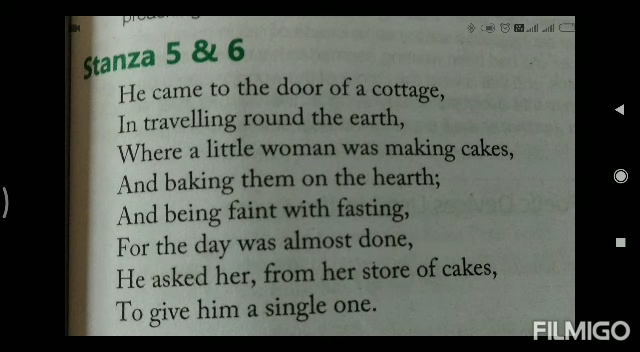 Stanza 5 & 6
He came to the door of a cottage,
In travelling round the earth,
Where a little woman was making cakes,
And baking them on the hearth;
And being faint with fasting,
For the day was almost done,
He asked her, from her store of cakes,
To give him a single one.
FILMIGO